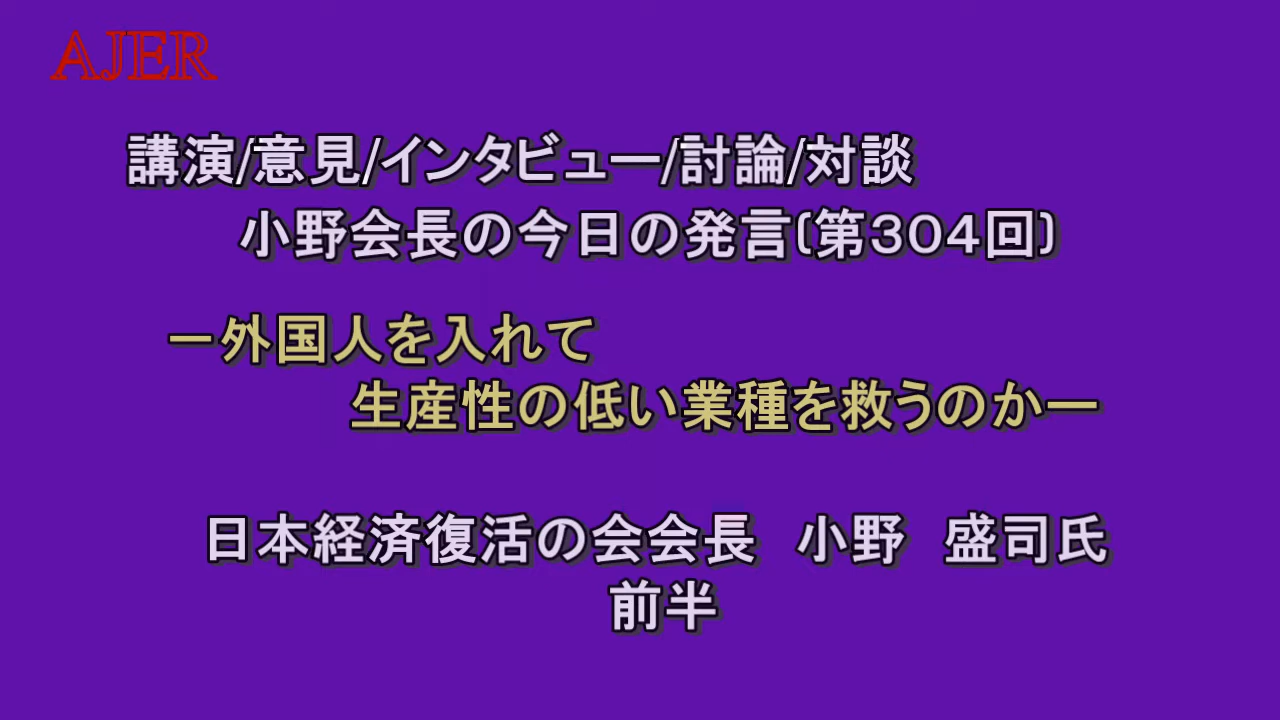 AJER
講演/意見/インタビュー/討論/対談
小野会長の今日の発言〔第304回〕
－外国人を入れて
生産性の低い業種を救うのか－
日本経済復活の会会長　小野　盛司氏
前半